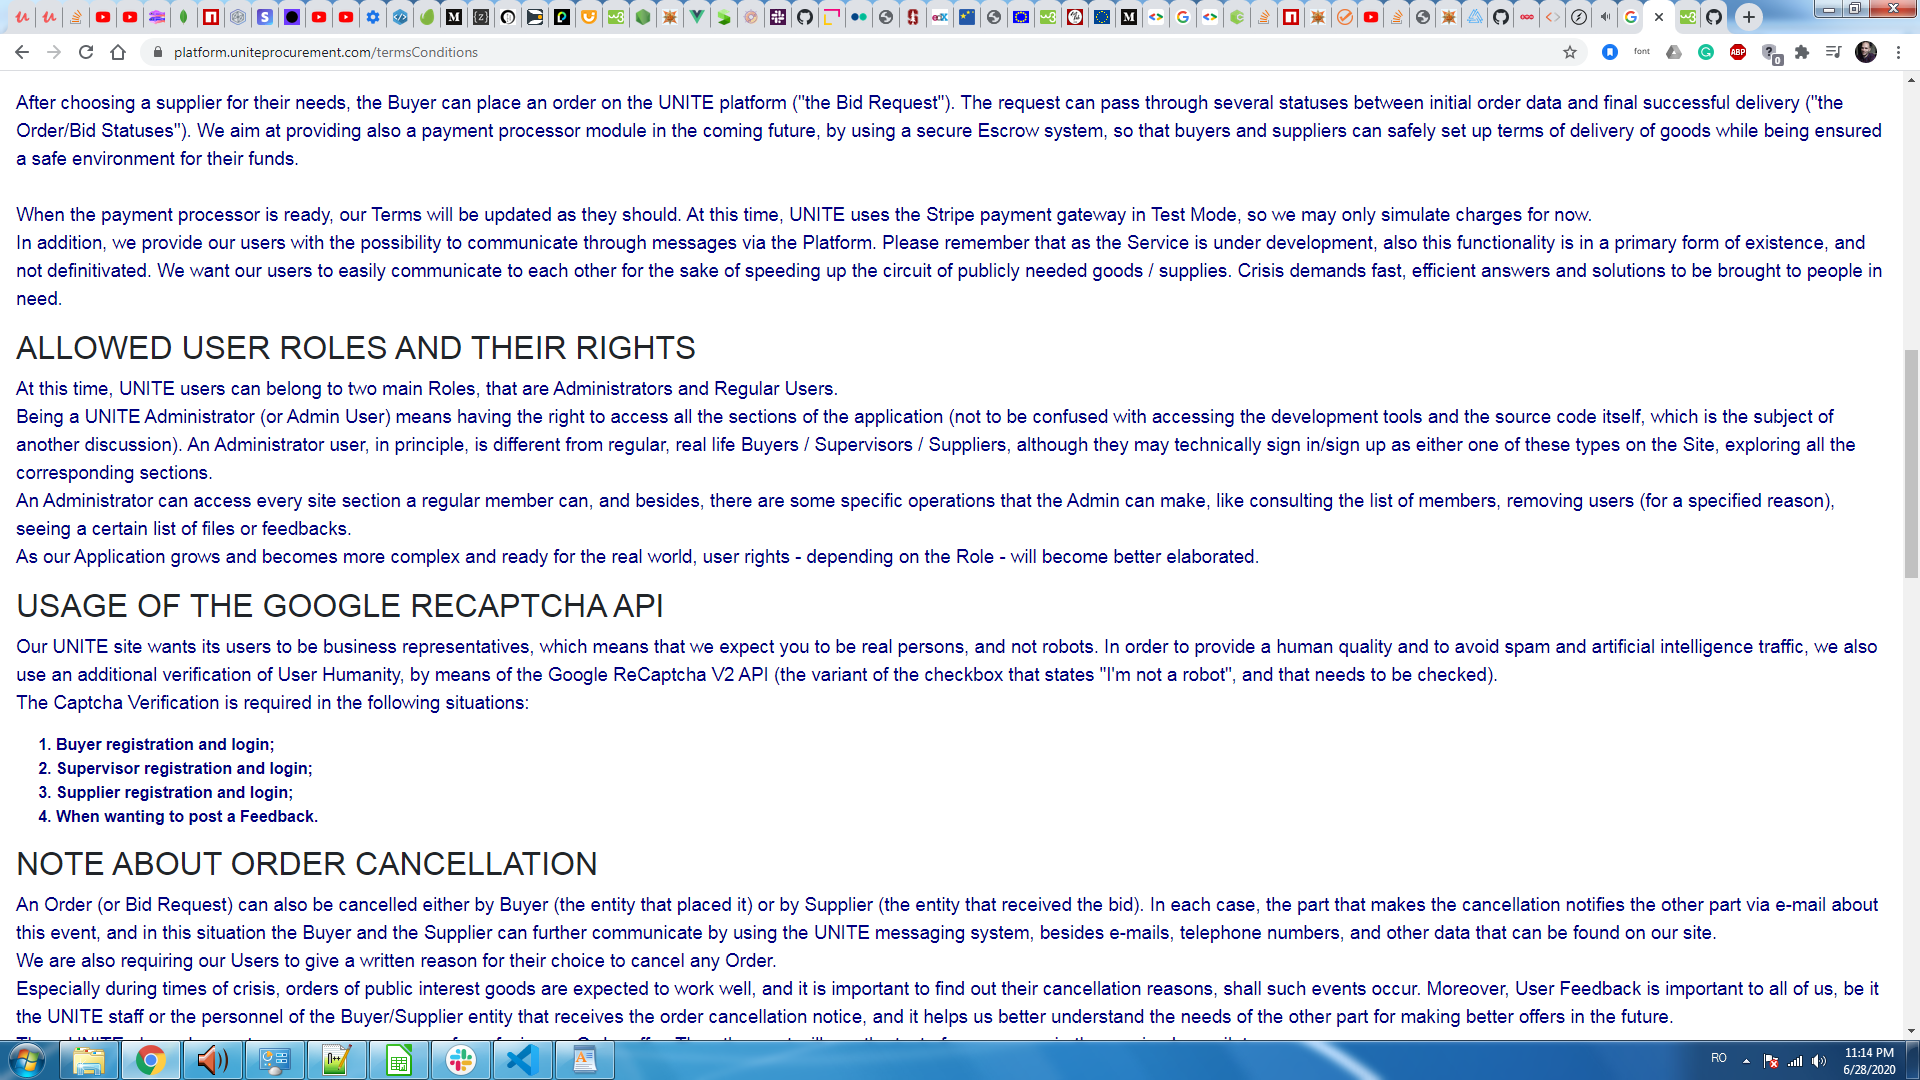 platform.uniteprocurement.com/termsConditions
font
ABP
0
After choosing a supplier for their needs, the Buyer can place an order on the UNITE platform ("the Bid Request"). The request can pass through several statuses between initial order data and final successful delivery ("the
Order/Bid Statuses"). We aim at providing also a payment processor module in the coming future, by using a secure Escrow system, so that buyers and suppliers can safely set up terms of delivery of goods while being ensured
a safe environment for their funds.
When the payment processor is ready, our Terms will be updated as they should. At this time, UNITE uses the Stripe payment gateway in Test Mode, so we may only simulate charges for now.
In addition, we provide our users with the possibility to communicate through messages via the Platform. Please remember that as the Service is under development, also this functionality is in a primary form of existence, and
not definitivated. We want our users to easily communicate to each other for the sake of speeding up the circuit of publicly needed goods / supplies. Crisis demands fast, efficient answers and solutions to be brought to people in
need.
ALLOWED USER ROLES AND THEIR RIGHTS
At this time, UNITE users can belong to two main Roles, that are Administrators and Regular Users.
Being a UNITE Administrator (or Admin User) means having the right to access all the sections of the application (not to be confused with accessing the development tools and the source code itself, which is the subject of
another discussion). An Administrator user, in principle, is different from regular, real life Buyers / Supervisors / Suppliers, although they may technically sign in/sign up as either one of these types on the Site, exploring all the
corresponding sections.
An Administrator can access every site section a regular member can, and besides, there are some specific operations that the Admin can make, like consulting the list of members, removing users (for a specified reason),
seeing a certain list of files or feedbacks.
As our Application grows and becomes more complex and ready for the real world, user rights - depending on the Role - will become better elaborated.
USAGE OF THE GOOGLE RECAPTCHA API
Our UNITE site wants its users to be business representatives, which means that we expect you to be real persons, and not robots. In order to provide a human quality and to avoid spam and artificial intelligence traffic, we also
use an additional verification of User Humanity, by means of the Google ReCaptcha V2 API (the variant of the checkbox that states "I'm not a robot", and that needs to be checked).
The Captcha Verification is required in the following situations:
1. Buyer registration and login;
2. Supervisor registration and login;
3. Supplier registration and login;
4. When wanting to post a Feedback.
NOTE ABOUT ORDER CANCELLATION
An Order (or Bid Request) can also be cancelled either by Buyer (the entity that placed it) or by Supplier (the entity that received the bid). In each case, the part that makes the cancellation notifies the other part via e-mail about
this event, and in this situation the Buyer and the Supplier can further communicate by using the UNITE messaging system, besides e-mails, telephone numbers, and other data that can be found on our site.
We are also requiring our Users to give a written reason for their choice to cancel any Order.
Especially during times of crisis, orders of public interest goods are expected to work well, and it is important to find out their cancellation reasons, shall such events occur. Moreover, User Feedback is important to all of us, be it
the UNITE staff or the personnel of the Buyer/Supplier entity that receives the order cancellation notice, and it helps us better understand the needs of the other part for making better offers in the future.
RO
11:14 PM
6/28/2020